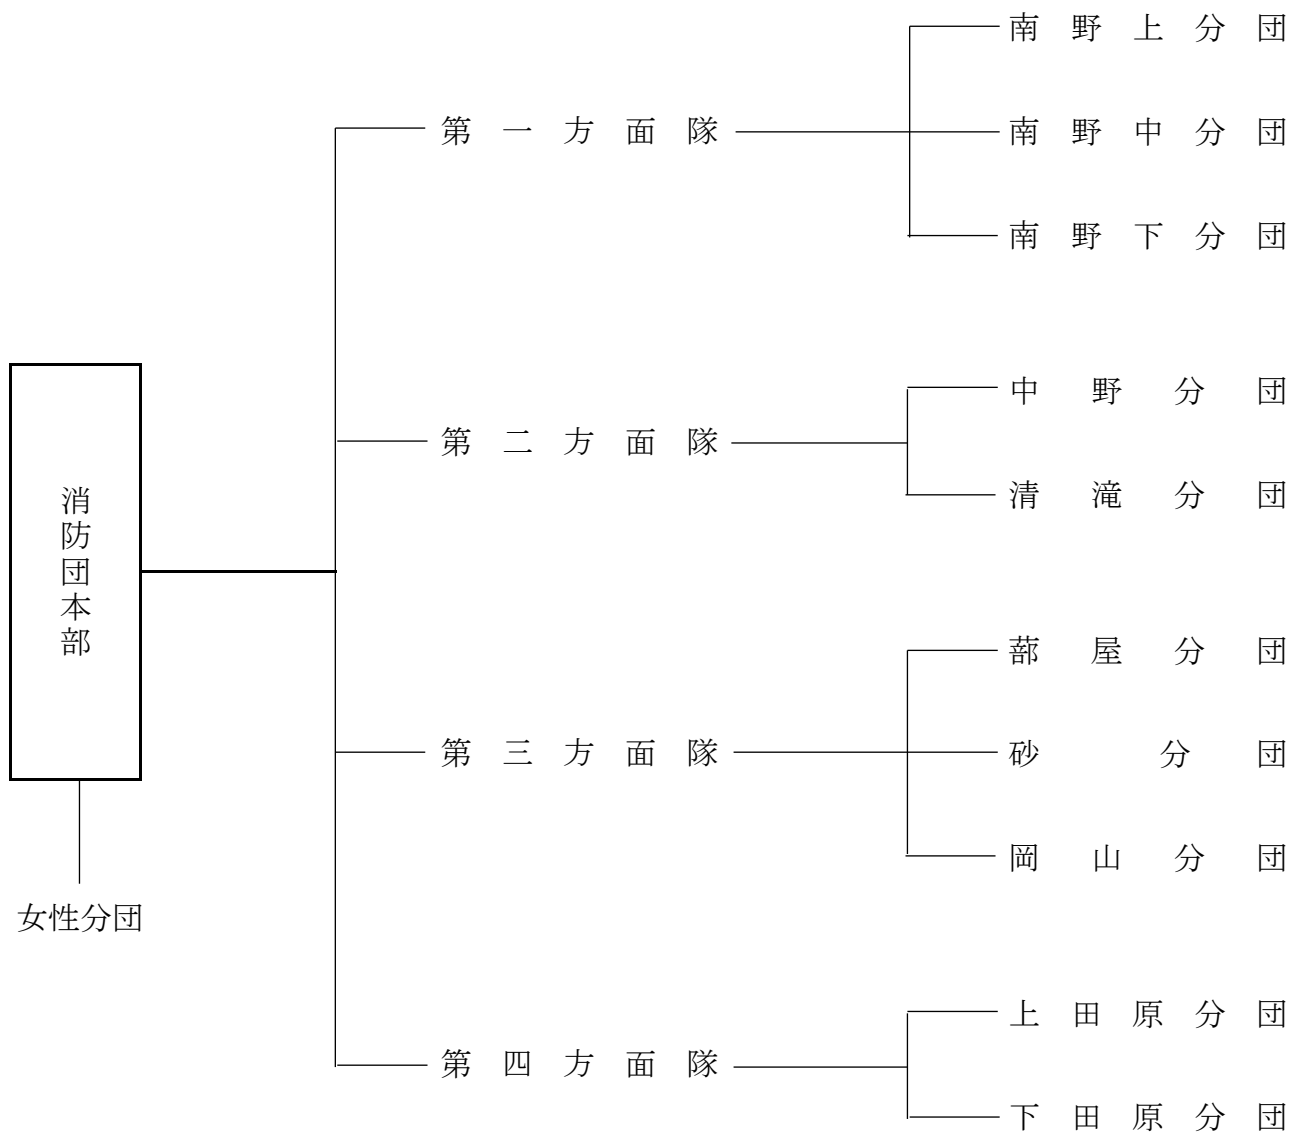 消防団本部
女性分団
第一方面隊
南野上分団
南野中分団
南野下分団
第二方面隊
中野分団
清滝分団
第三方面隊
蔀屋分団
砂分団
岡山分団
第四方面隊
上田原分団
下田原分団